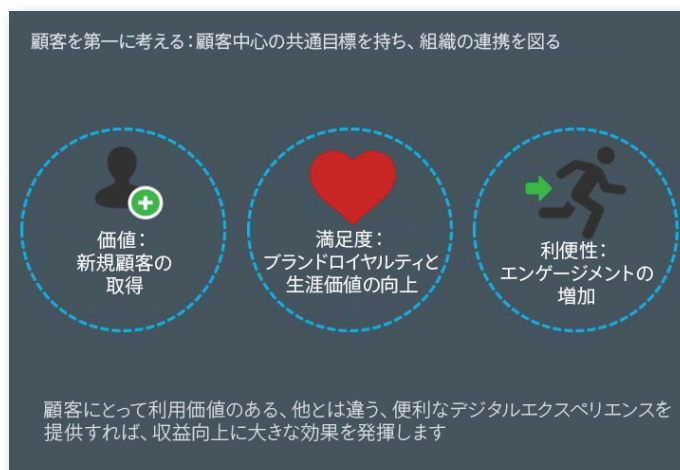 顧客を第一に考える：顧客中心の共通目標を持ち、組織の連携を図る
価値：
新規顧客の
取得
満足度：
ブランドロイヤルティと
生涯価値の向上
利便性：
エンゲージメントの
増加
顧客にとって利用価値のある、他とは違う、便利なデジタルエクスペリエンスを
提供すれば、収益向上に大きな効果を発揮します